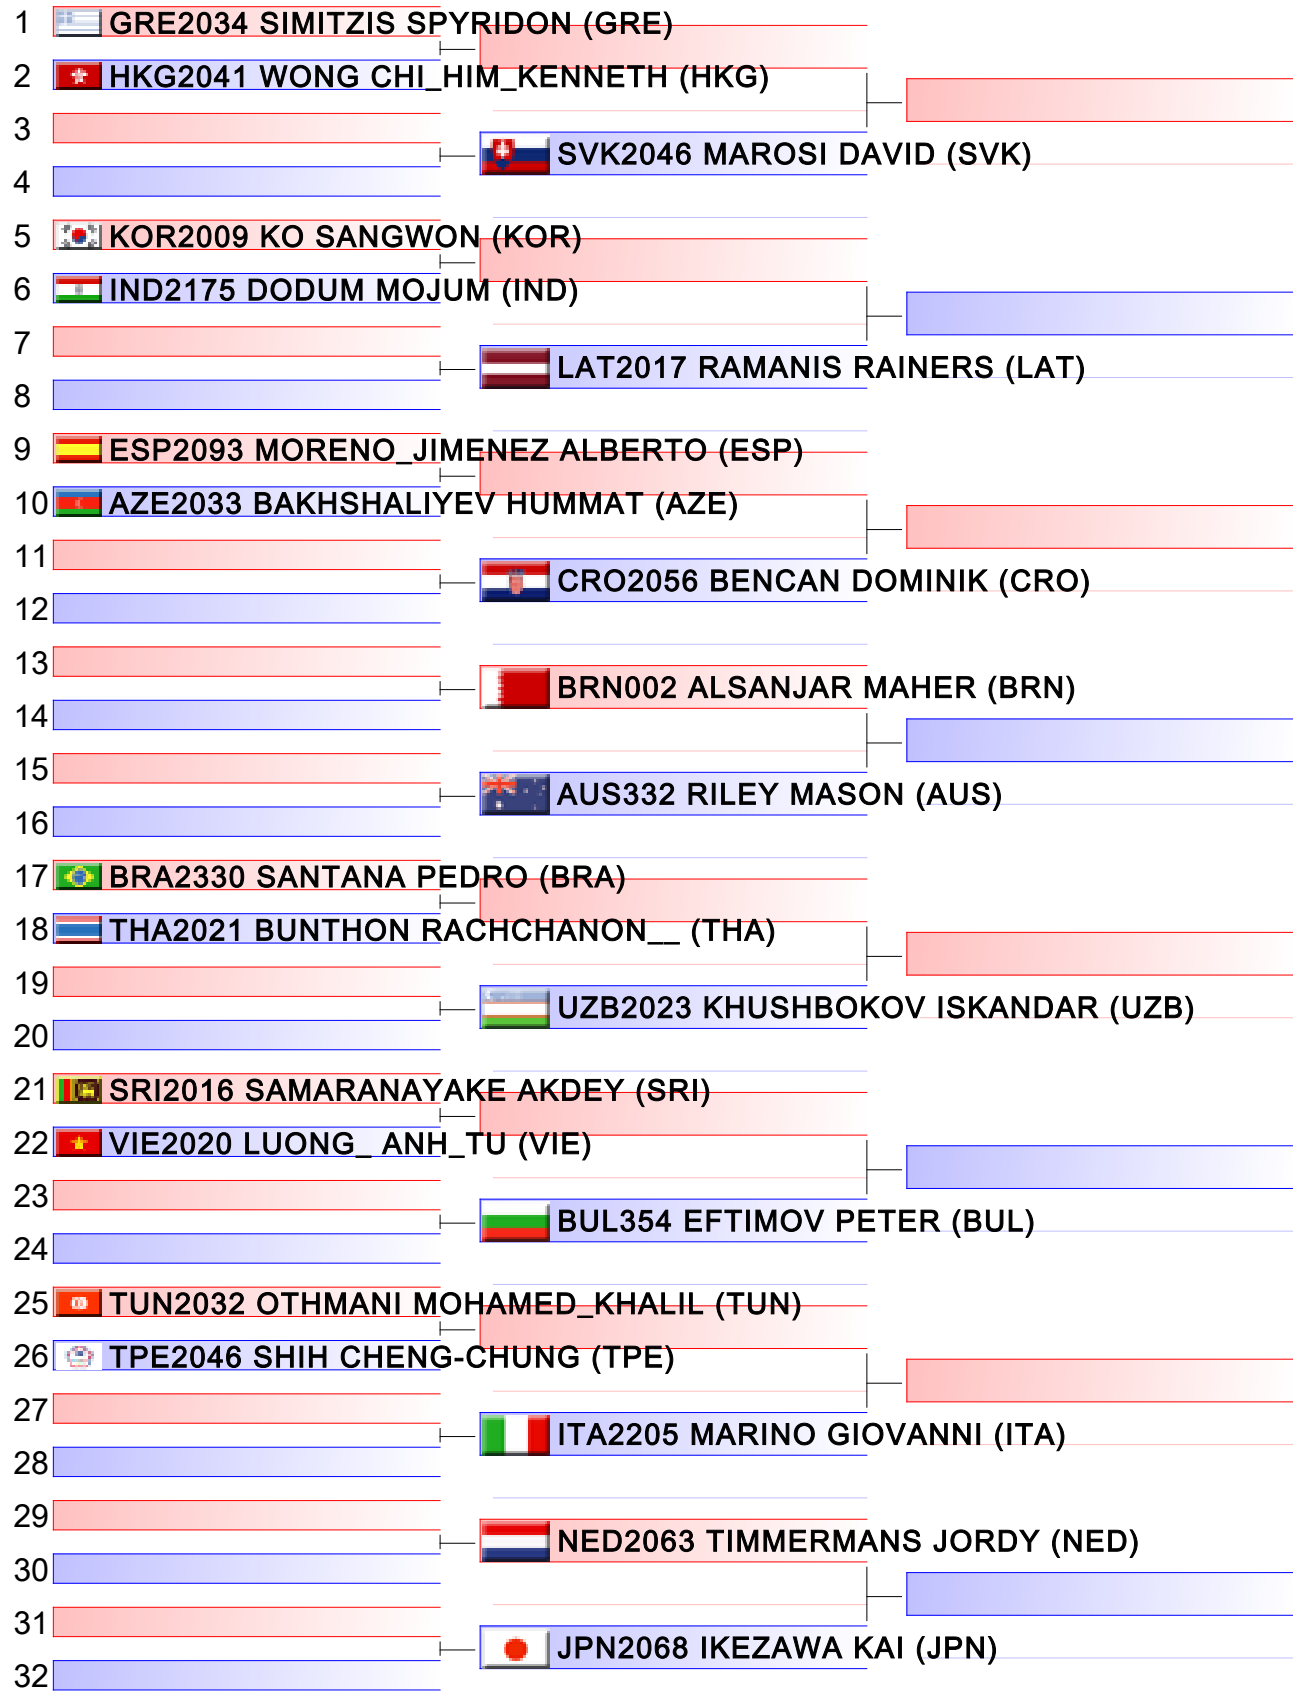 1 GRE2034 SIMITZIS SPYRIDON (GRE)
2 HKG2041 WONG CHI_HIM_KENNETH (HKG)
3
SVK2046 MAROSI DAVID (SVK)
4
5 KOR2009 KO SANGWON (KOR)
6 IND2175 DODUM MOJUM (IND)
7
LAT2017 RAMANIS RAINERS (LAT)
8
9 ESP2093 MORENO_JIMENEZ ALBERTO (ESP)
10 AZE2033 BAKHSHALIYEV HUMMAT (AZE)
11
CRO2056 BENCAN DOMINIK (CRO)
12
13
BRN002 ALSANJAR MAHER (BRN)
14
15
AUS332 RILEY MASON (AUS)
16
17 BRA2330 SANTANA PEDRO (BRA)
18 THA2021 BUNTHON RACHCHANON__ (THA)
19
UZB2023 KHUSHBOKOV ISKANDAR (UZB)
20
21 SRI2016 SAMARANAYAKE AKDEY (SRI)
22 VIE2020 LUONG_ ANH_TU (VIE)
23
BUL354 EFTIMOV PETER (BUL)
24
25 TUN2032 OTHMANI MOHAMED_KHALIL (TUN)
26 TPE2046 SHIH CHENG-CHUNG (TPE)
27
ITA2205 MARINO GIOVANNI (ITA)
28
29
NED2063 TIMMERMANS JORDY (NED)
30
31
JPN2068 IKEZAWA KAI (JPN)
32